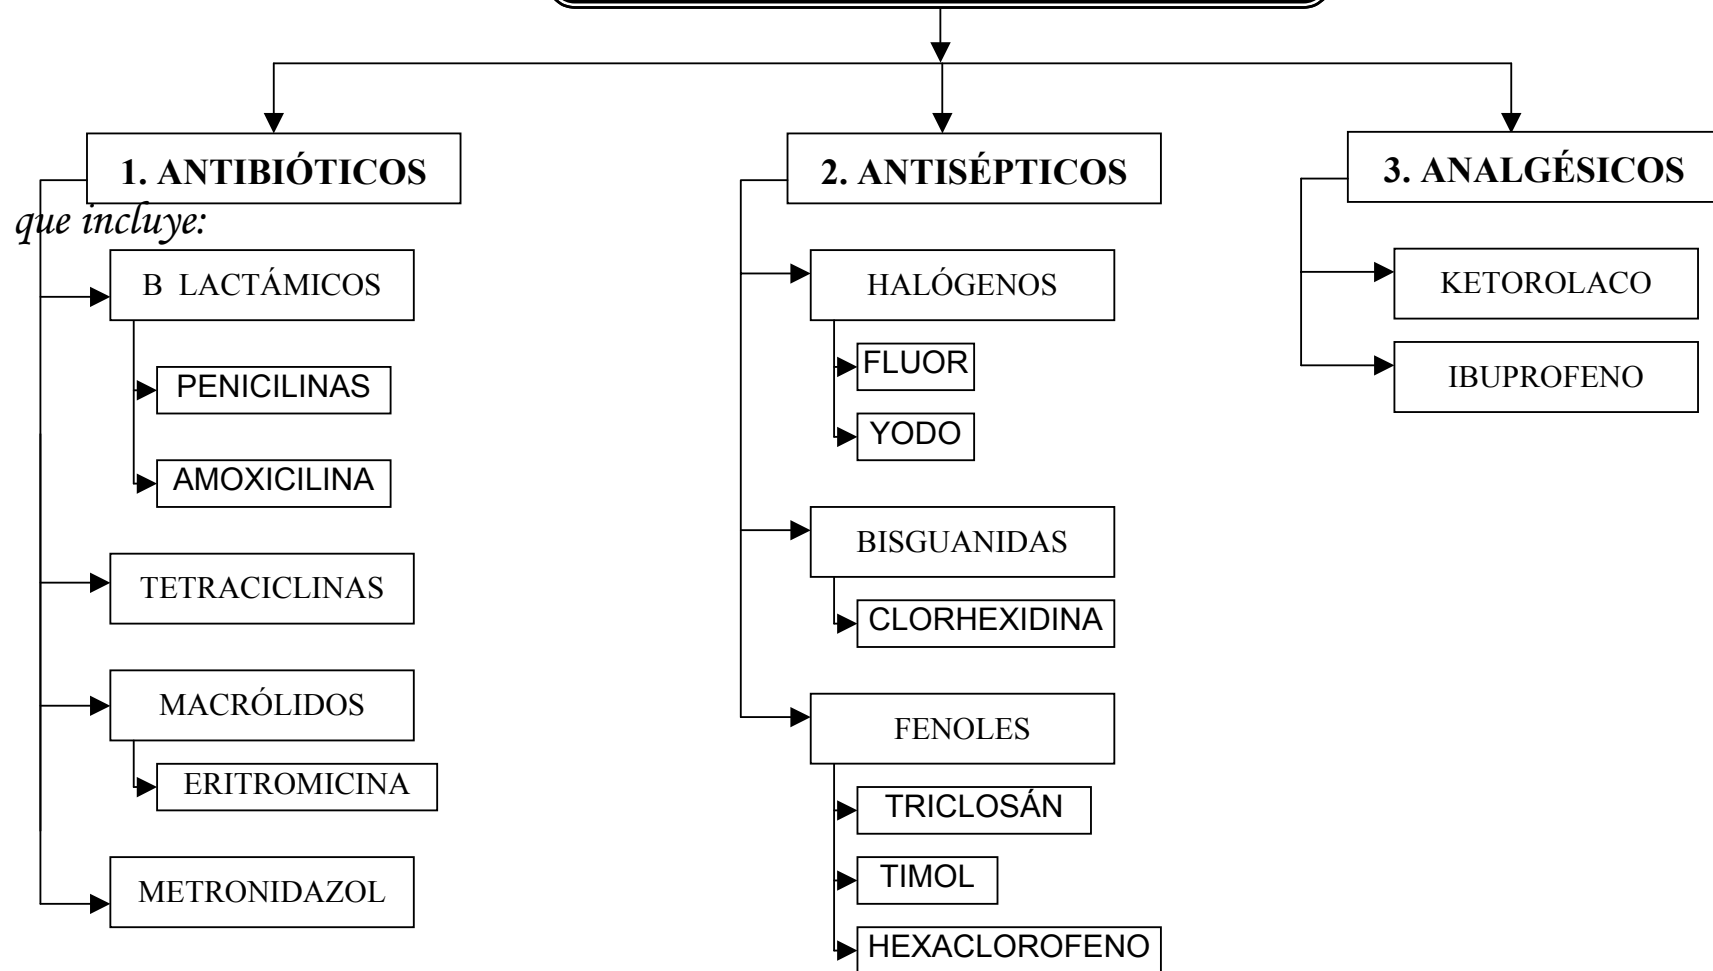 1. ANTIBIÓTICOS
que incluye:
B LACTÁMICOS
PENICILINAS
AMOXICILINA
TETRACICLINAS
MACRÓLIDOS
ERITROMICINA
METRONIDAZOL
2. ANTISÉPTICOS
HALÓGENOS
FLUOR
YODO
BISGUANIDAS
CLORHEXIDINA
FENOLES
TRICLOSÁN
TIMOL
HEXACLOROFENO
3. ANALGÉSICOS
KETOROLACO
IBUPROFENO